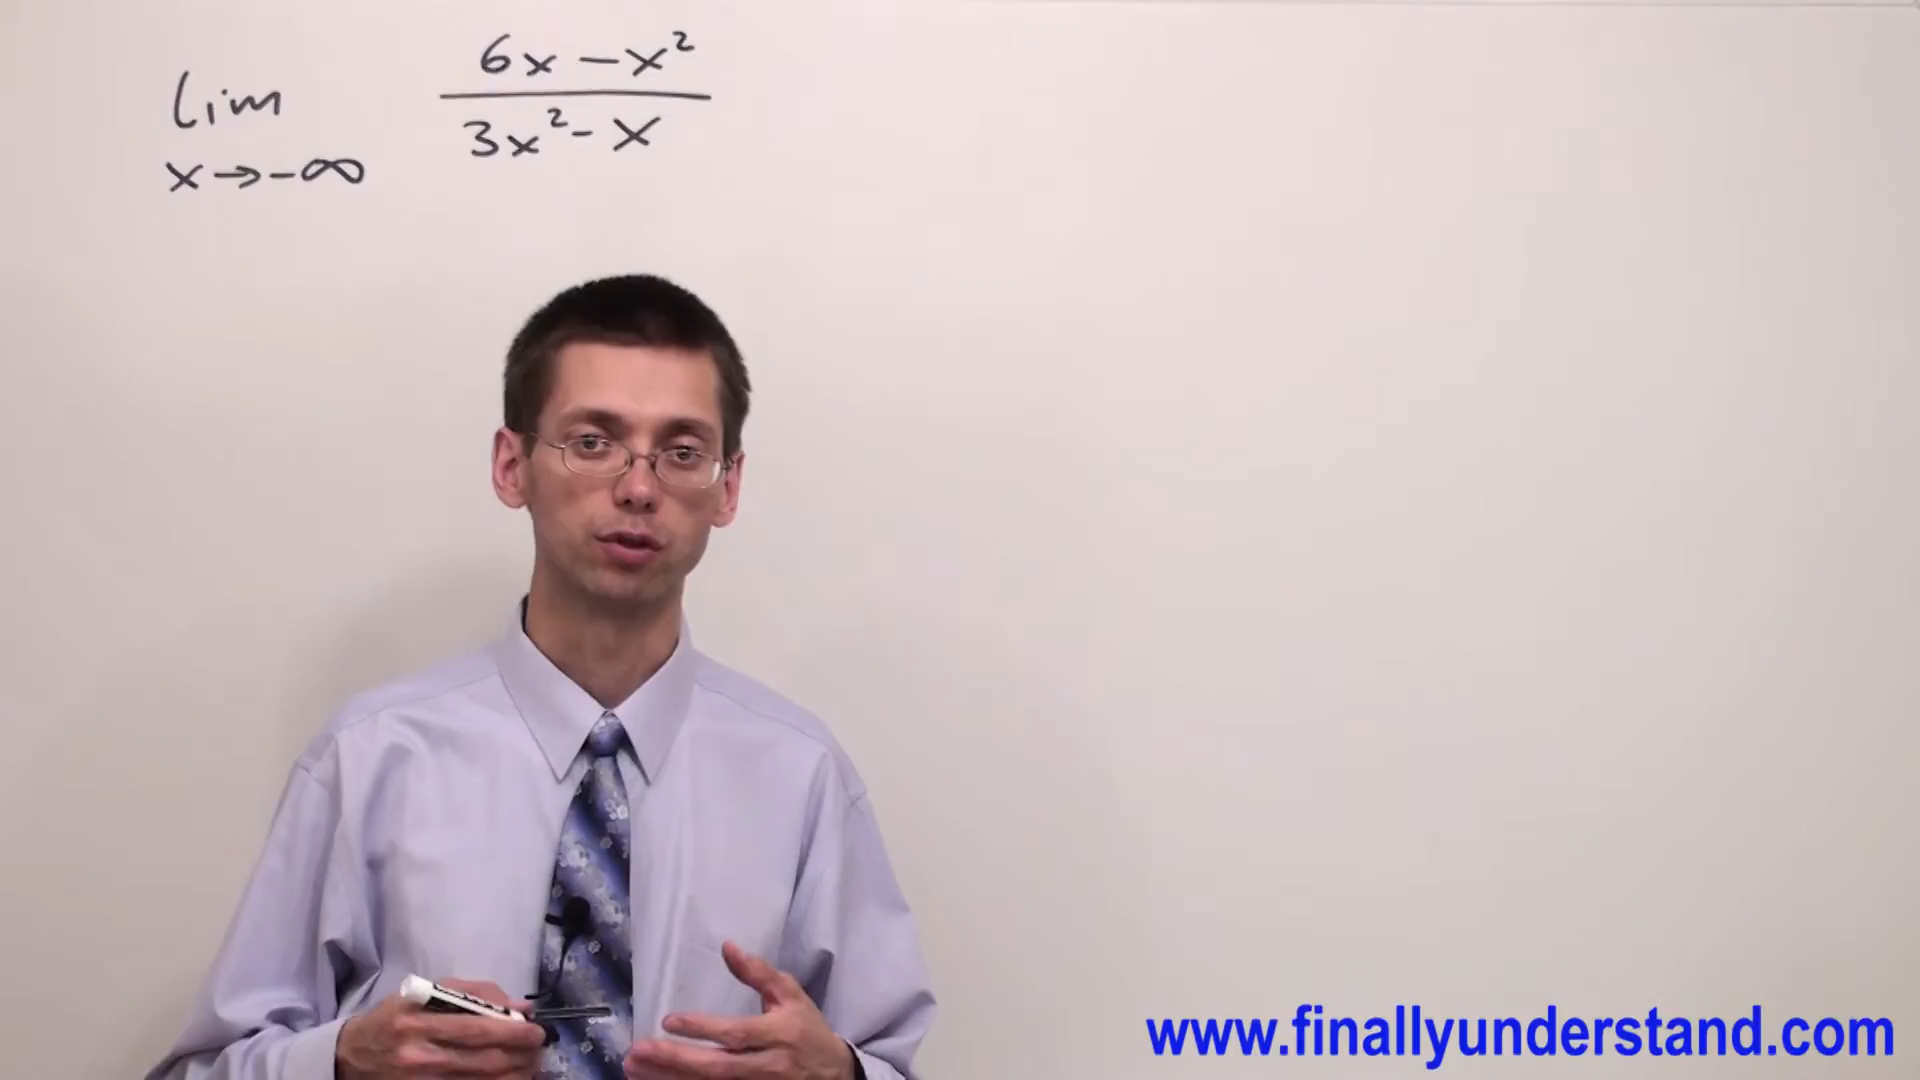 lim 6x - x²
x→-∞ 3x² - x
www.finallyunderstand.com